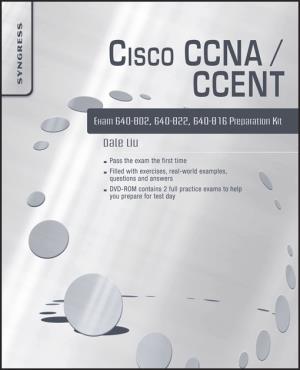 SYNGRESS
CISCO CCNA /
CCENT
EXAM 640-802, 640-822, 640-816 PREPARATION KIT
Dale Liu
Pass the exam the first time
Filled with exercises, real-world examples,
questions and answers
DVD-ROM contains 2 full practice exams to help
you prepare for test day